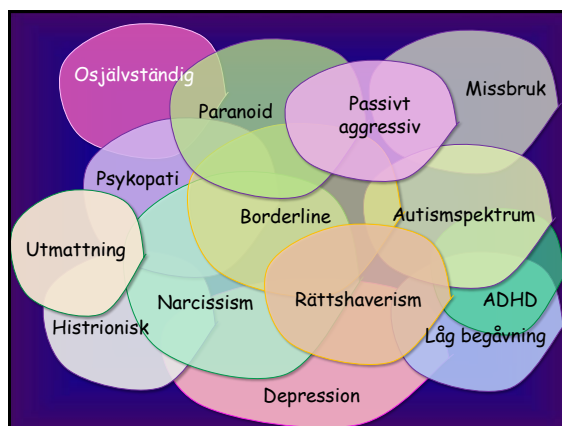 Osjälvständig
Missbruk
Paranoid
Passivt
aggressiv
Psykopati
Borderline
Autismspektrum
Utmattning
Narcissism
Rättshaverism
ADHD
Histrionisk
Låg begåvning
Depression